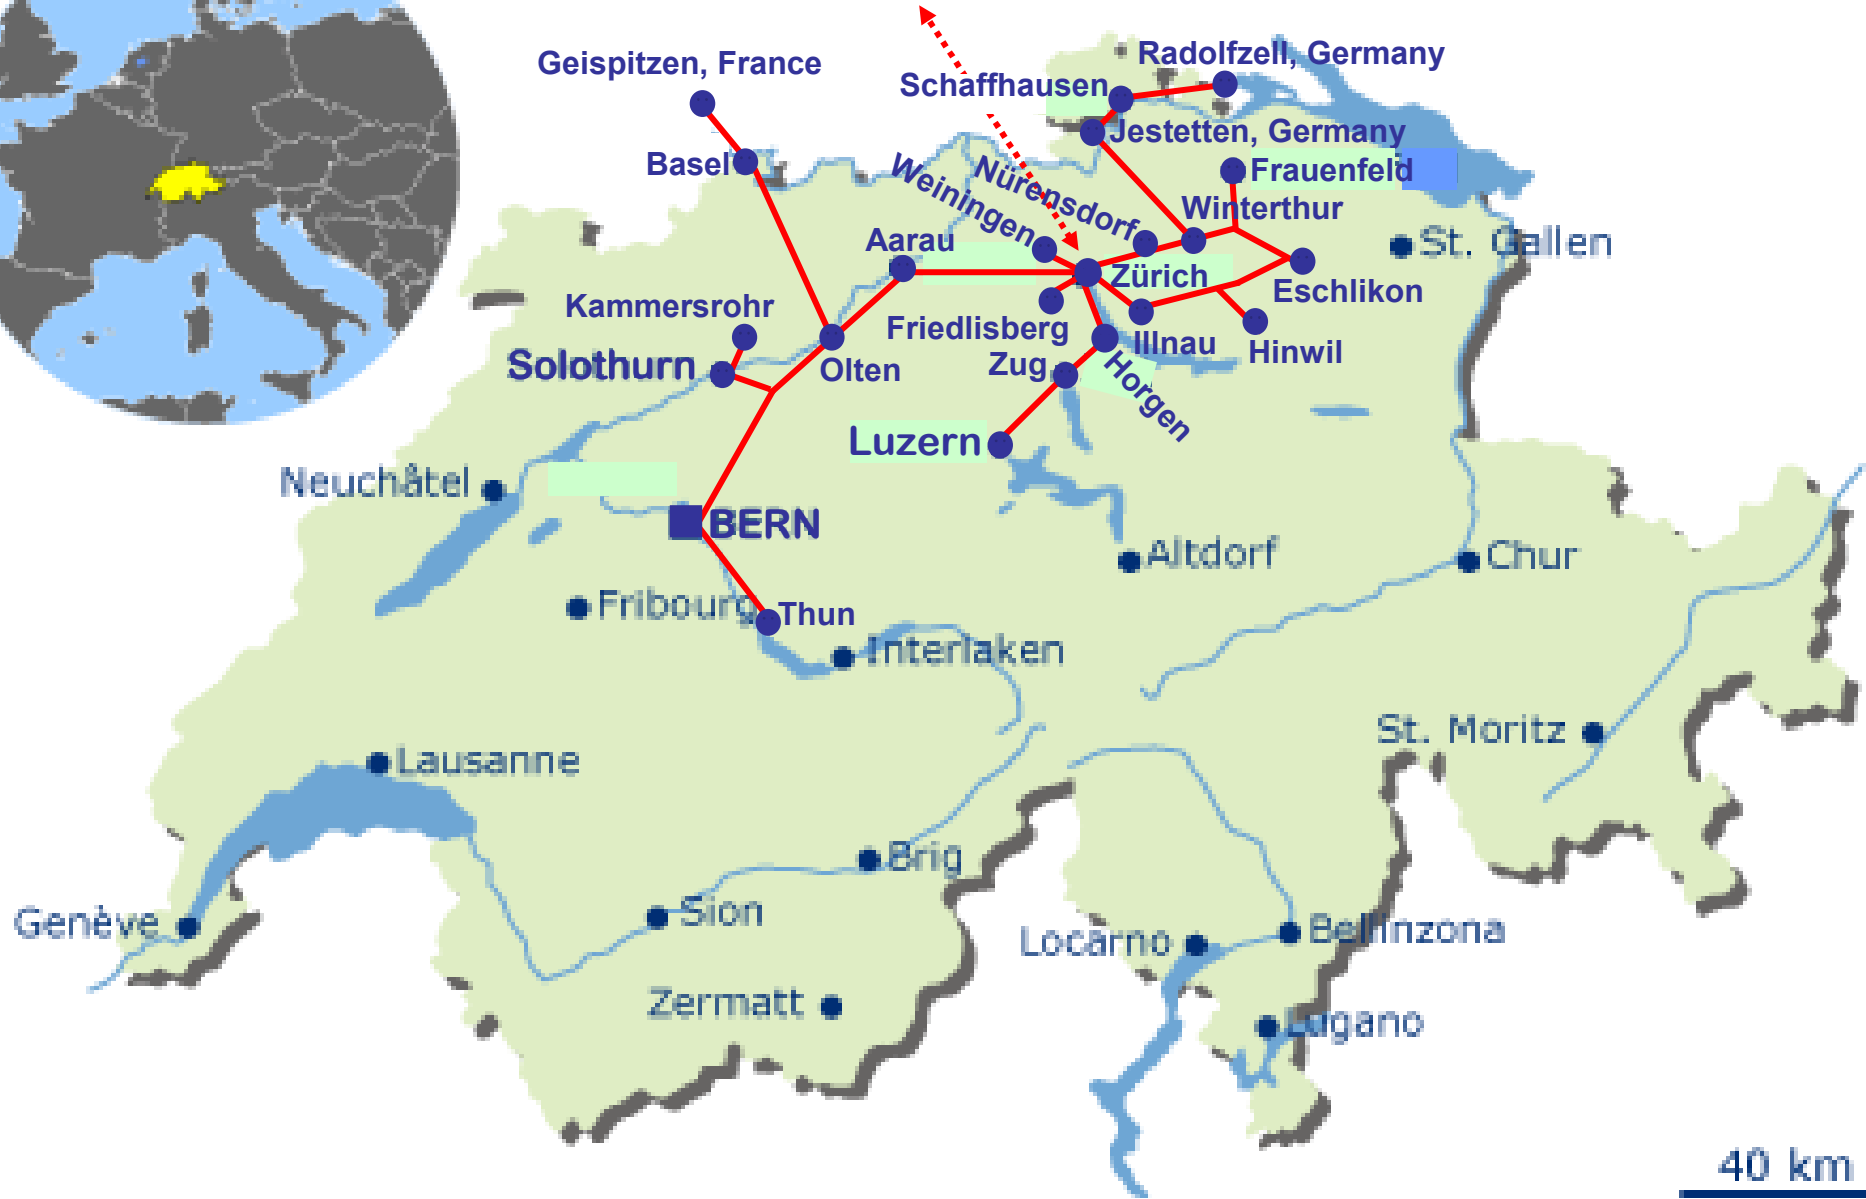 Geispitzen, France
Radolfzell, Germany
Schaffhausen
Jestetten, Germany
Basel
Frauenfeld
Weiningen
Nürensdorf
Winterthur
Aarau
St. Gallen
Zürich
Eschlikon
Kammersrohr
Friedlisberg
Illnau
Hinwil
Solothurn
Olten
Zug
Horgen
Luzern
Neuchâtel
BERN
Altdorf
Chur
Fribourg
Thun
Interlaken
St. Moritz
Lausanne
Brig
Genève
Sion
Locarno
Bellinzona
Zermatt
Lugano
40 km